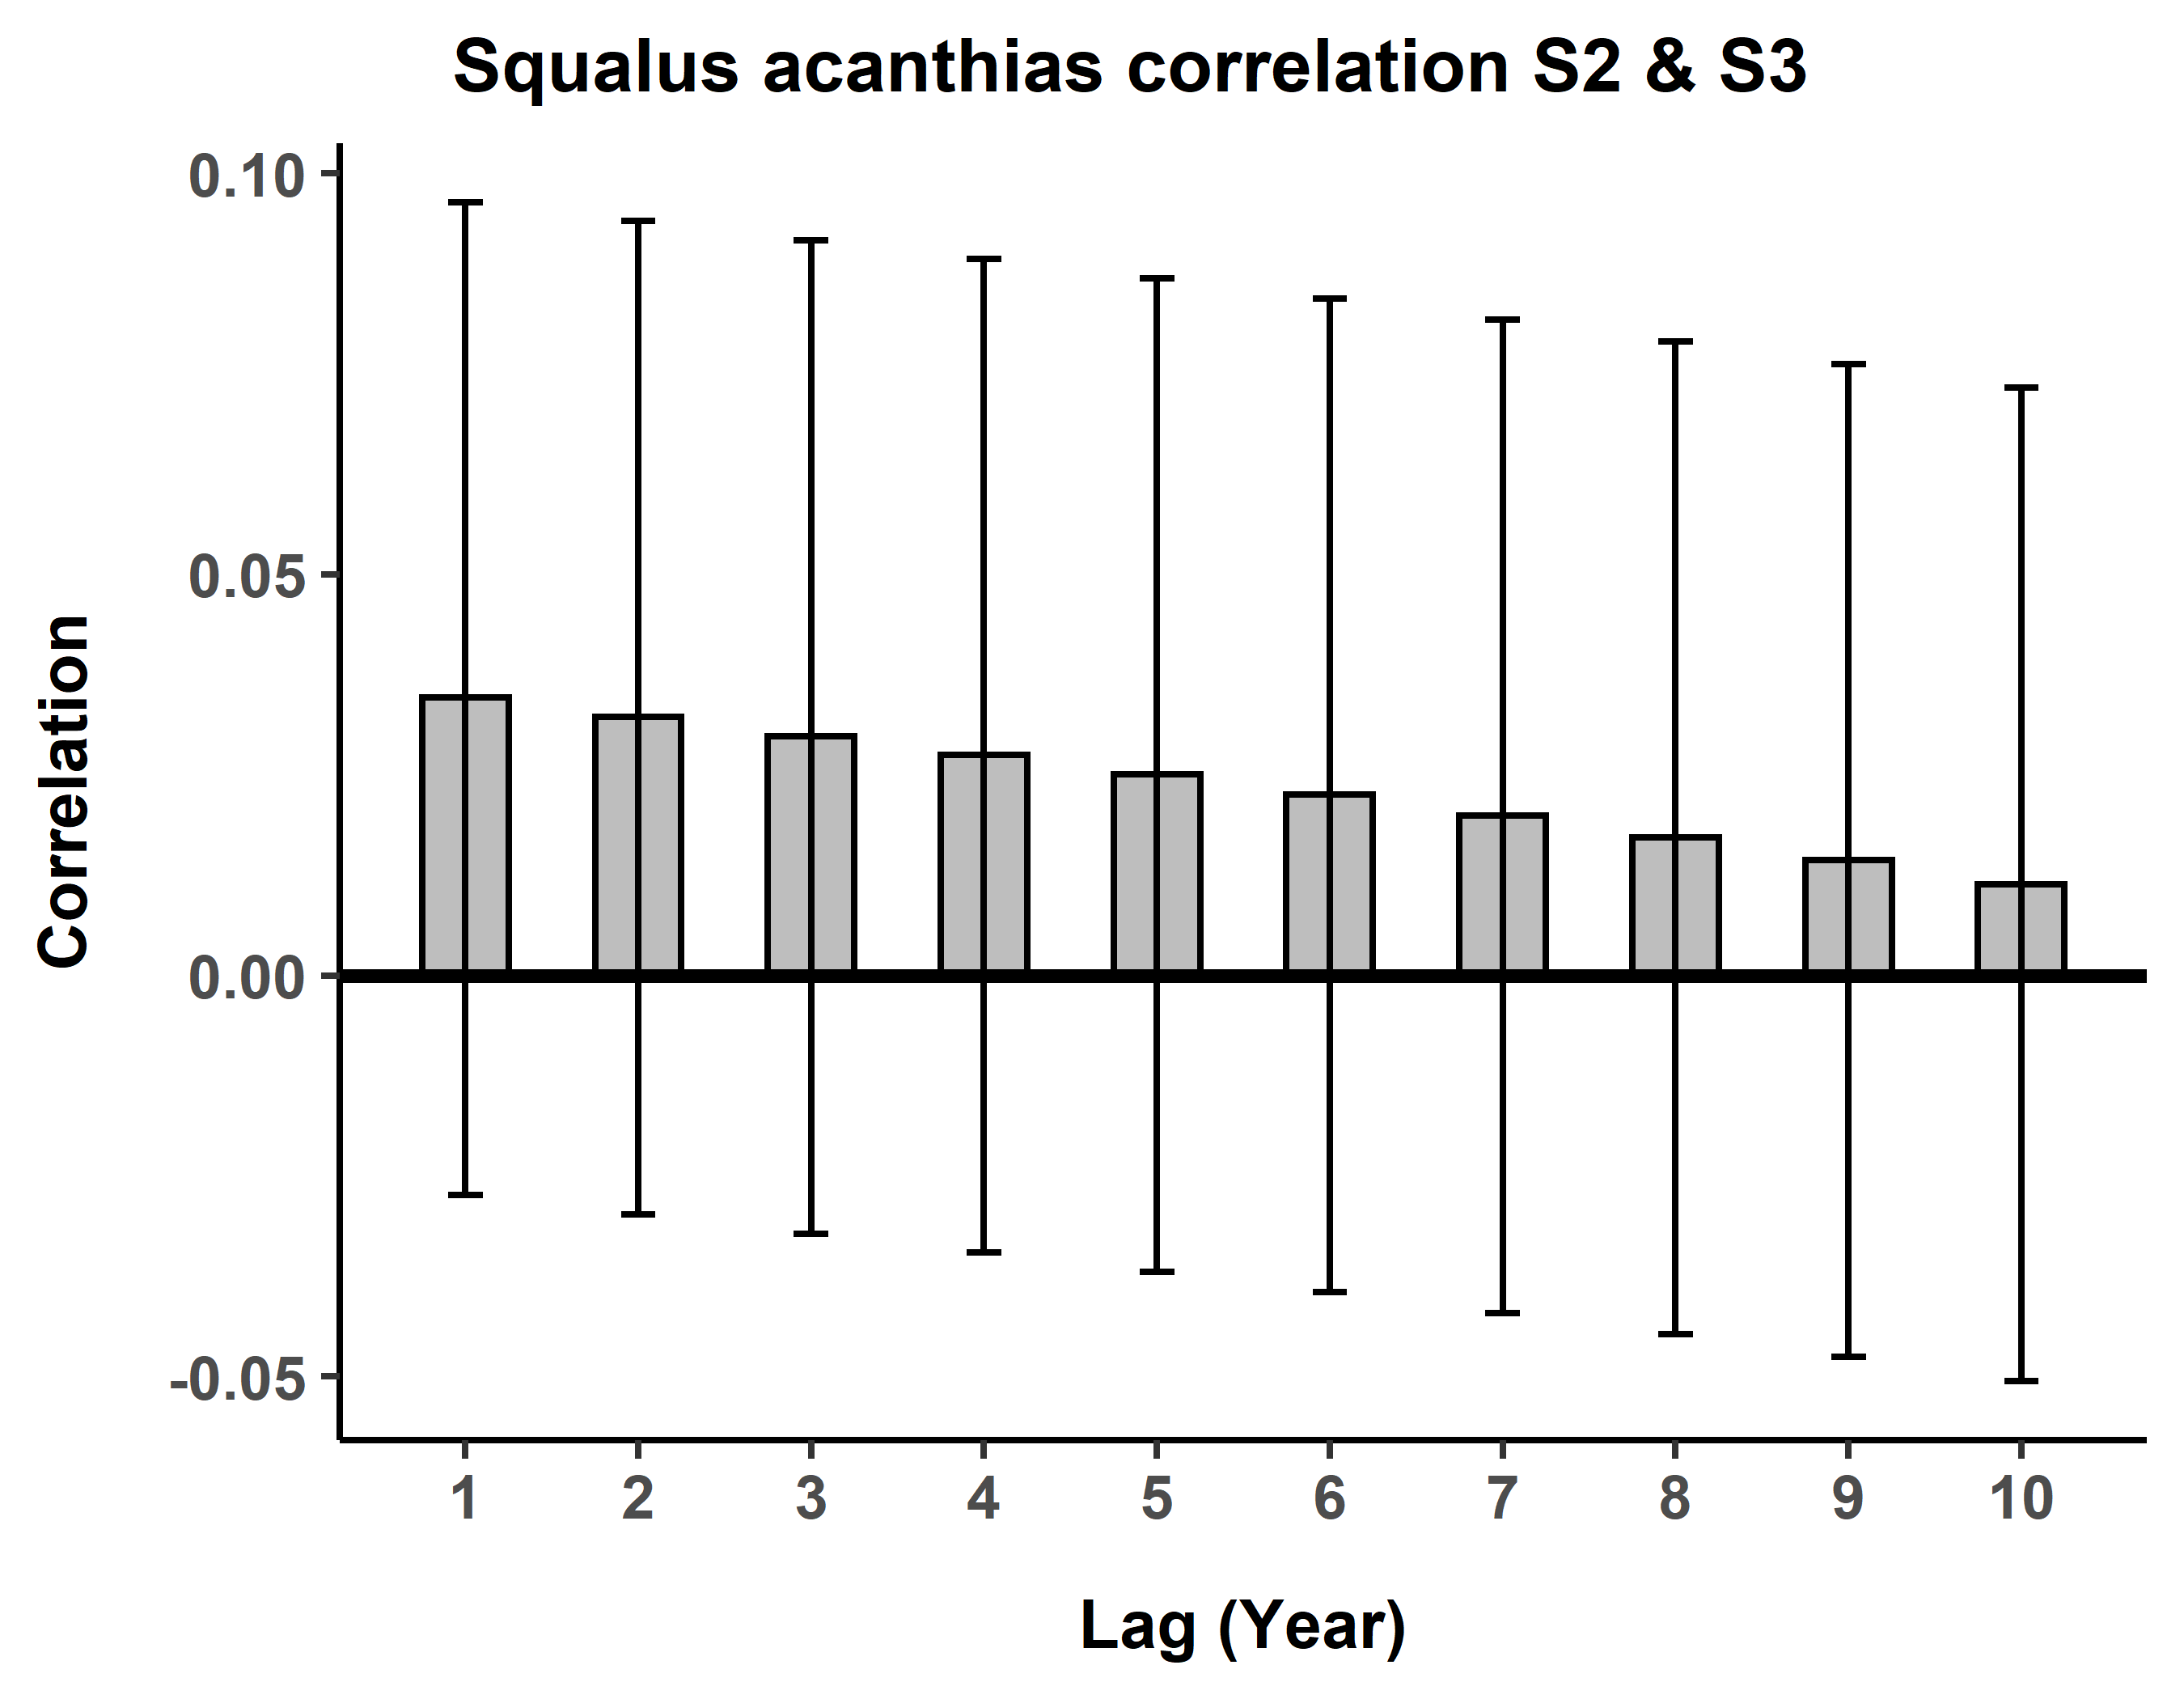 Squalus acanthias correlation S2 & S3
0.10
0.05
0.00
-0.05
Correlation
1 2 3 4 5 6 7 8 9 10
Lag (Year)